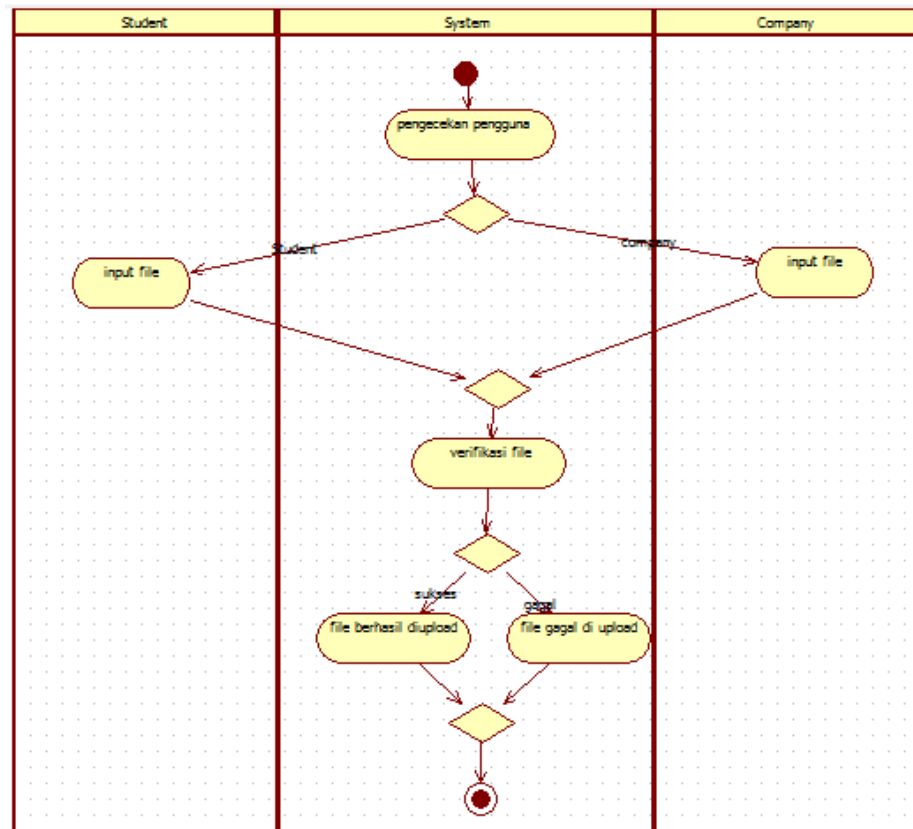 Student
System
Company
pengecekan pengguna
Student
Company
input file
input file
verifikasi file
sukses
gagal
file berhasil diupload
file gagal di upload